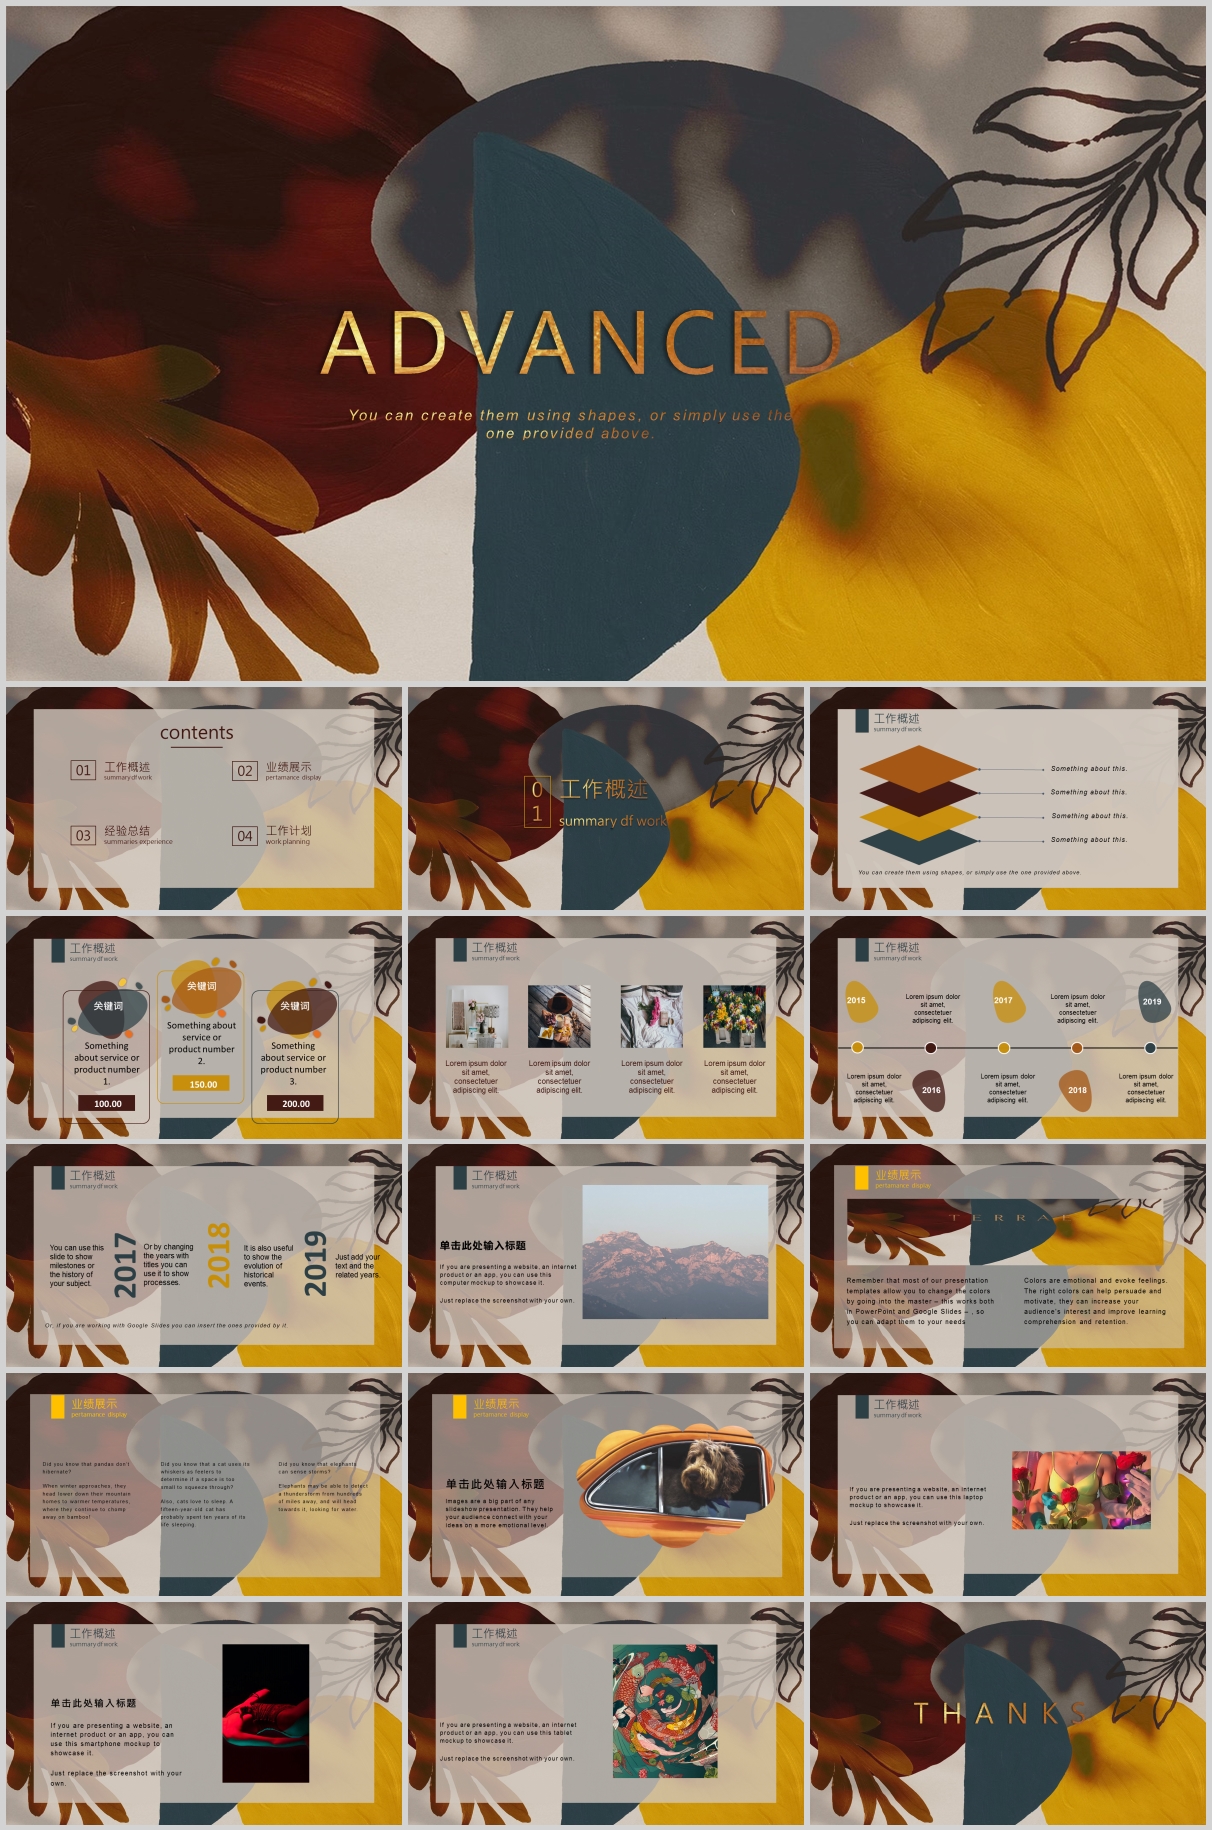 ADVANCED
You can create them using shapes, or simply use the
one provided above.
contents
01
工作概述
summary df work
02
业绩展示
pertamance display
03
经验总结
summaries experience
04
工作计划
work planning
0
1
工作概述
summary df work
工作概述
summary df work
Something about this.
Something about this.
Something about this.
Something about this.
You can create them using shapes, or simply use the one provided above.
工作概述
summary df work
关键词
Something
about service or
product number
1.
100.00
关键词
Something about
service or
product number
2.
150.00
关键词
Something
about service or
product number
3.
200.00
工作概述
summary df work
Lorem ipsum dolor
sit amet,
consectetuer
adipiscing elit.
Lorem ipsum dolor
sit amet,
consectetuer
adipiscing elit.
Lorem ipsum dolor
sit amet,
consectetuer
adipiscing elit.
Lorem ipsum dolor
sit amet,
consectetuer
adipiscing elit.
工作概述
summary df work
2015
Lorem ipsum dolor
sit amet,
consectetuer
adipiscing elit.
2017
Lorem ipsum dolor
sit amet,
consectetuer
adipiscing elit.
2019
Lorem ipsum dolor
sit amet,
consectetuer
adipiscing elit.
2016
Lorem ipsum dolor
sit amet,
consectetuer
adipiscing elit.
2018
Lorem ipsum dolor
sit amet,
consectetuer
adipiscing elit.
工作概述
summary df work
You can use this
slide to show
milestones or
the history of
your subject.
2017
Or by changing
the years with
titles you can
use it to show
processes.
2018
It is also useful
to show the
evolution of
historical
events.
2019
Just add your
text and the
related years.
Or, if you are working with Google Slides you can insert the ones provided by it.
工作概述
summary df work
单击此处输入标题
If you are presenting a website, an internet
product or an app, you can use this
computer mockup to showcase it.
Just replace the screenshot with your own.
业绩展示
pertamance display
TERRAL
Remember that most of our presentation
templates allow you to change the colors
by going into the master – this works both
in PowerPoint and Google Slides – , so
you can adapt them to your needs
Colors are emotional and evoke feelings.
The right colors can help persuade and
motivate, they can increase your
audience's interest and improve learning
comprehension and retention.
业绩展示
pertamance display
Did you know that pandas don't
hibernate?
When winter approaches, they
head lower down their mountain
homes to warmer temperatures,
where they continue to chomp
away on bamboo!
Did you know that a cat uses its
whiskers as feelers to
determine if a space is too
small to squeeze through?
Also, cats love to sleep. A
fifteen-year-old cat has
probably spent ten years of its
life sleeping.
Did you know that elephants
can sense storms?
Elephants may be able to detect
a thunderstorm from hundreds
of miles away, and will head
towards it, looking for water.
业绩展示
pertamance display
单击此处输入标题
Images are a big part of any
slideshow presentation. They help
your audience connect with your
ideas on a more emotional level.
工作概述
summary df work
If you are presenting a website, an internet
product or an app, you can use this laptop
mockup to showcase it.
Just replace the screenshot with your own.
工作概述
summary df work
单击此处输入标题
If you are presenting a website, an
internet product or an app, you can
use this smartphone mockup to
showcase it.
Just replace the screenshot with your
own.
工作概述
summary df work
If you are presenting a website, an internet
product or an app, you can use this tablet
mockup to showcase it.
Just replace the screenshot with your own.
THANKS